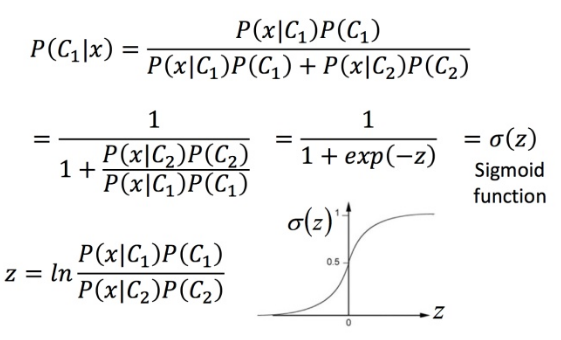 P(C₁|x) = P(x|C₁)P(C₁) / P(x|C₁)P(C₁) + P(x|C₂)P(C₂)
= 1 / 1 + P(x|C₂)P(C₂) / P(x|C₁)P(C₁) = 1 / 1 + exp(−z) = σ(z)
Sigmoid
function
z = ln P(x|C₁)P(C₁) / P(x|C₂)P(C₂)
σ(z)
1
0.5
0
z